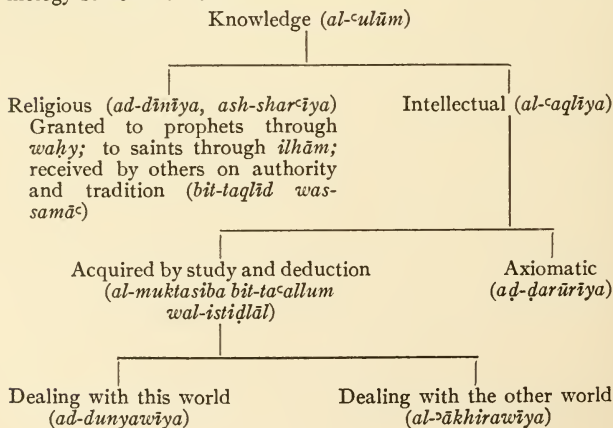 Knowledge (al-ʿulūm)
Religious (ad-dīnīya, ash-sharʿīya)
Granted to prophets through
waḥy; to saints through ilhām;
received by others on authority
and tradition (bit-taqlīd was-
samāʿ)
Intellectual (al-ʿaqlīya)
Acquired by study and deduction
(al-muktasiba bit-taʿallum
wal-istiḍlāl)
Axiomatic
(aḍ-ḍarūrīya)
Dealing with this world
(ad-dunyawīya)
Dealing with the other world
(al-ʾākhirawīya)